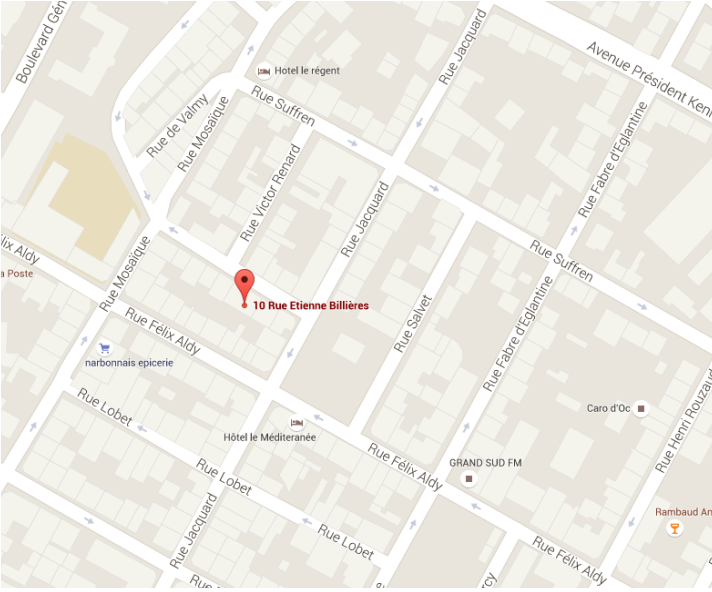 Boulevard Gén
Hotel le régent
Rue Jacquard
Avenue Président Kenn
Rue Suffren
Rue de Valmy
Rue Mosaïque
Rue Victor Renard
Rue Fabre d'Eglantine
Rue Jacquard
Rue Suffren
lix Aldy
a Poste
Rue Mosaïque
10 Rue Etienne Billières
Rue Félix Aldy
Rue Salvet
Rue Fabre d'Eglantine
narbonnais epicerie
Rue Lobet
Caro d'Oc
Rue Henri Rouzaud
Hôtel le Méditeranée
Rue Félix Aldy
GRAND SUD FM
Rue Lobet
Rue Jacquard
Rambaud An
Rue Lobet
Rue Félix Aldy
rcy